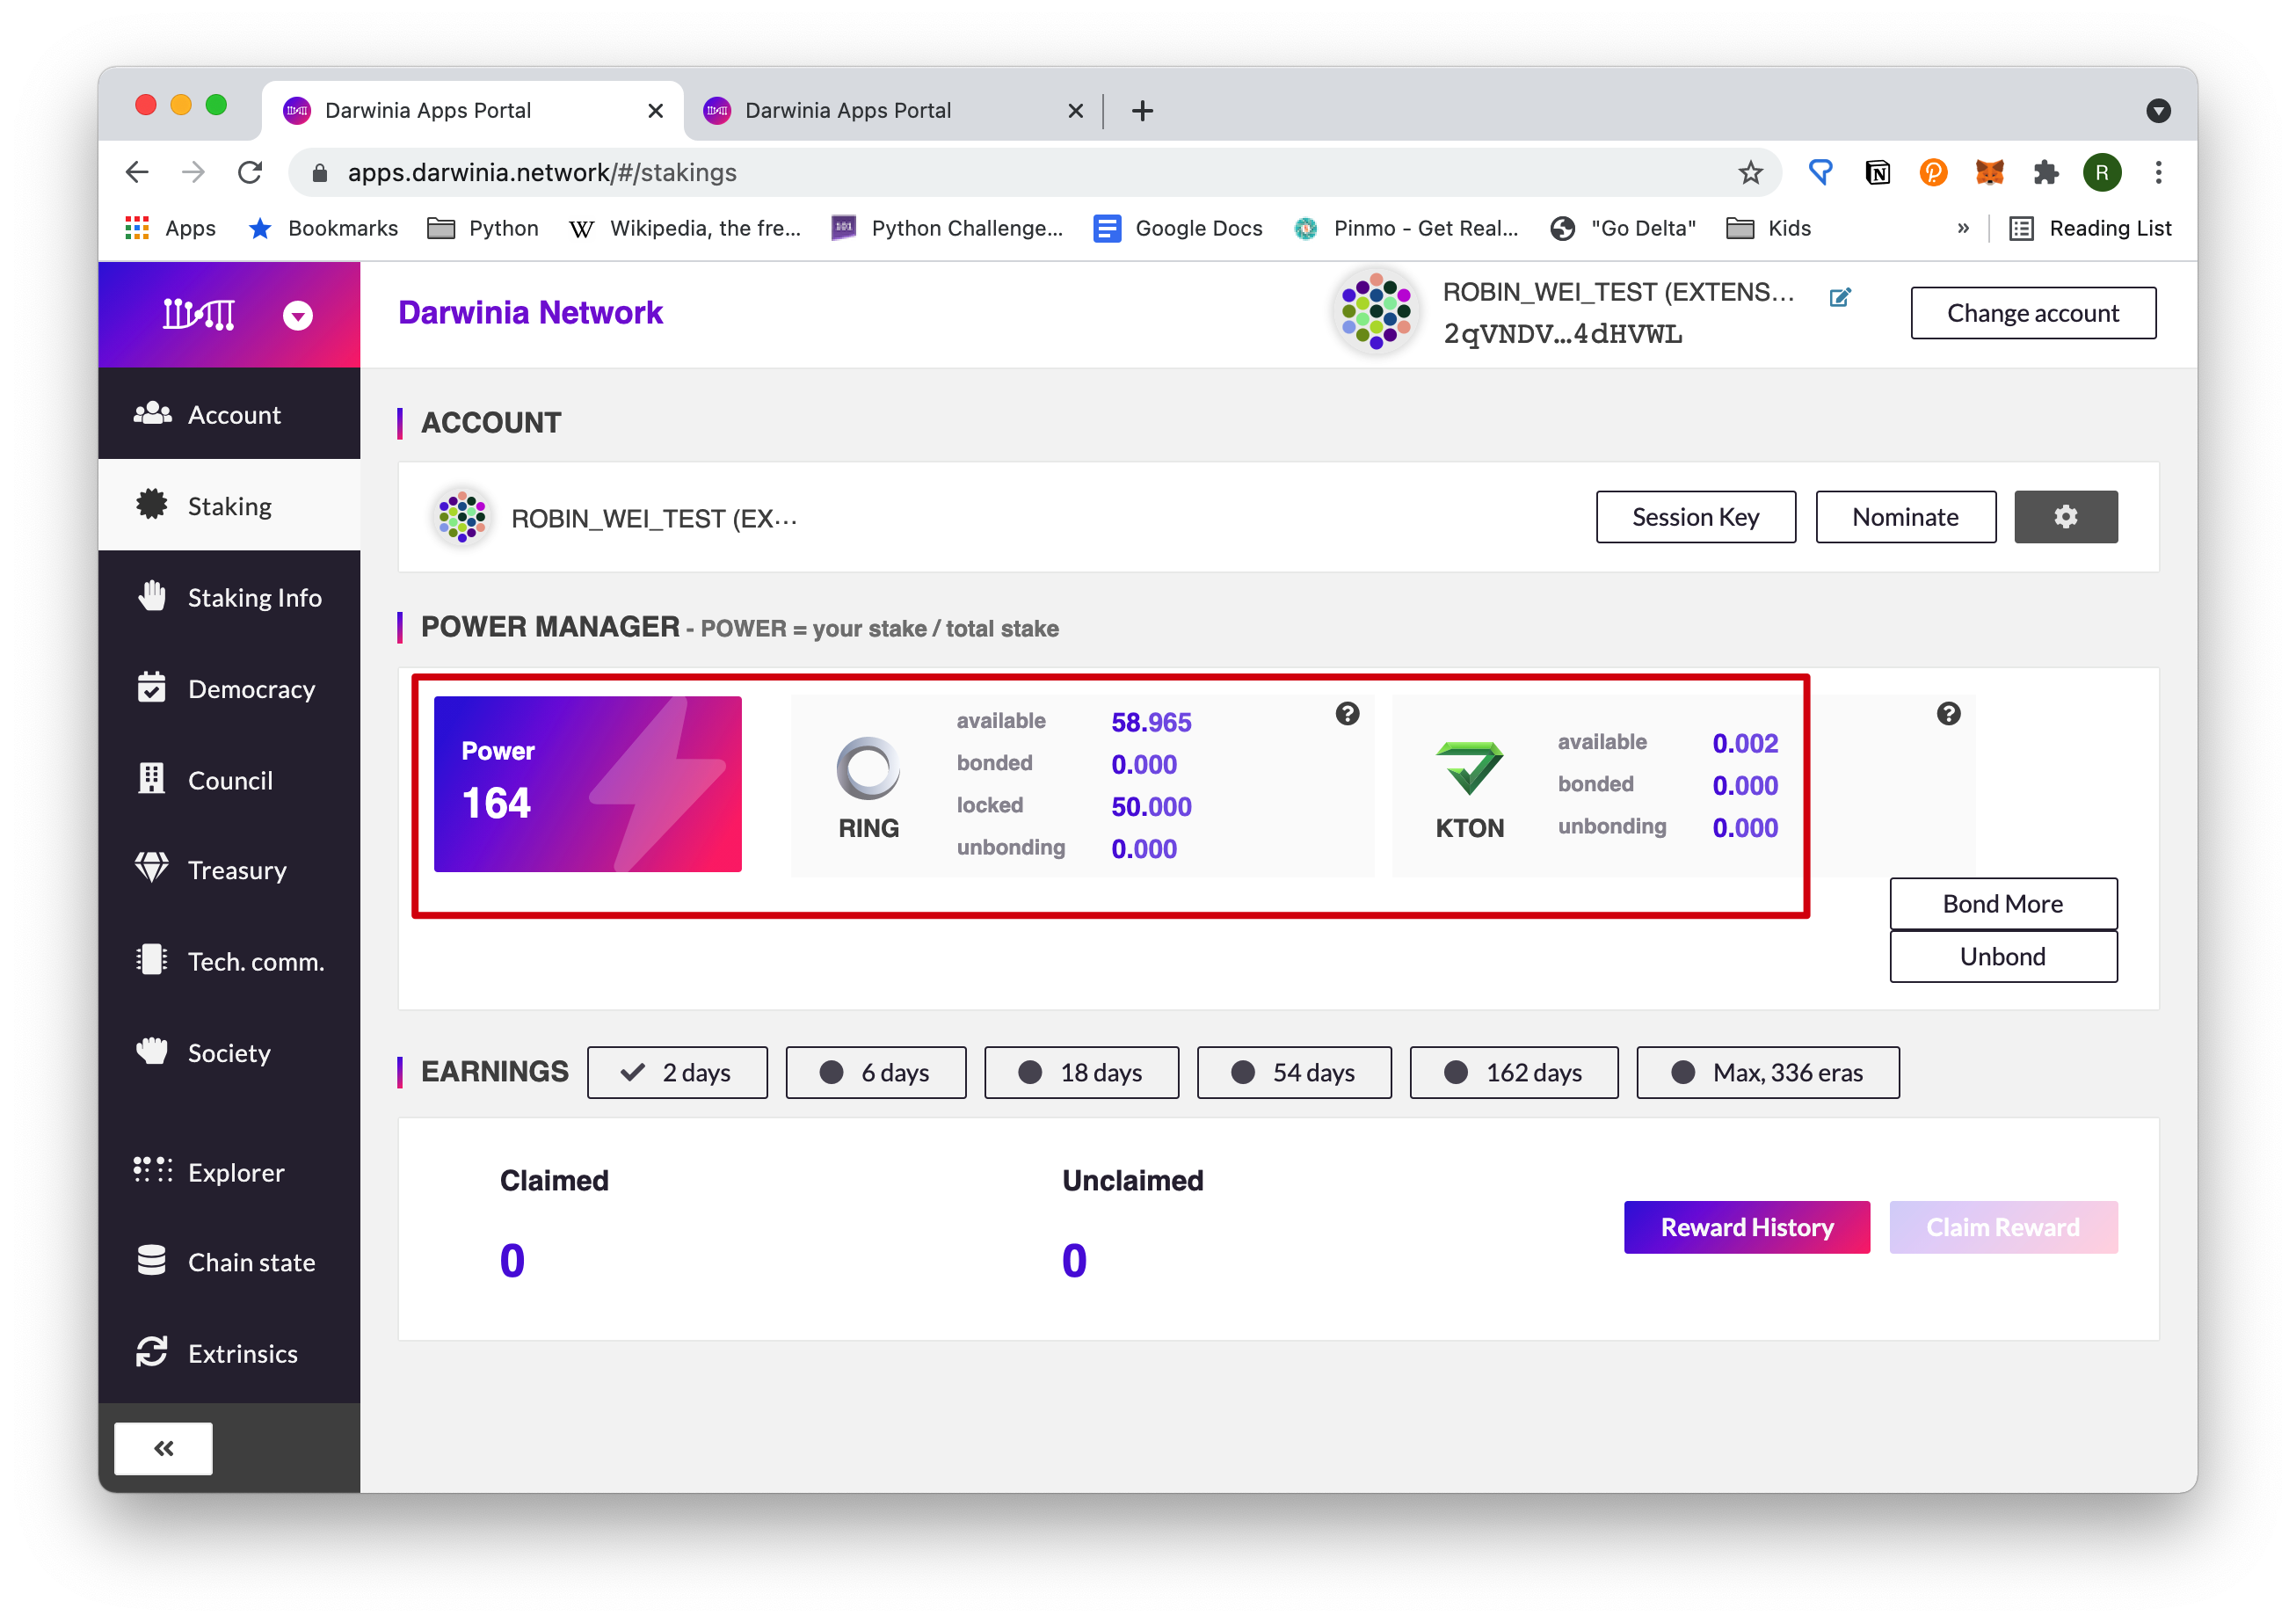 Darwinia Apps Portal
Darwinia Apps Portal
apps.darwinia.network/#/stakings
R
Apps
Bookmarks
Python
Wikipedia, the fre...
101
Python Challenge...
Google Docs
Pinmo - Get Real...
"Go Delta"
Kids
»
Reading List
Darwinia Network
ROBIN_WEI_TEST (EXTENS...
2qVNDV...4dHVWL
Change account
Account
Staking
Staking Info
Democracy
Council
Treasury
Tech. comm.
Society
Explorer
Chain state
Extrinsics
ACCOUNT
ROBIN_WEI_TEST (EX...
Session Key
Nominate
POWER MANAGER - POWER = your stake / total stake
Power
164
RING
available 58.965
bonded 0.000
locked 50.000
unbonding 0.000
KTON
available 0.002
bonded 0.000
unbonding 0.000
Bond More
Unbond
EARNINGS
2 days
6 days
18 days
54 days
162 days
Max, 336 eras
Claimed
0
Unclaimed
0
Reward History
Claim Reward